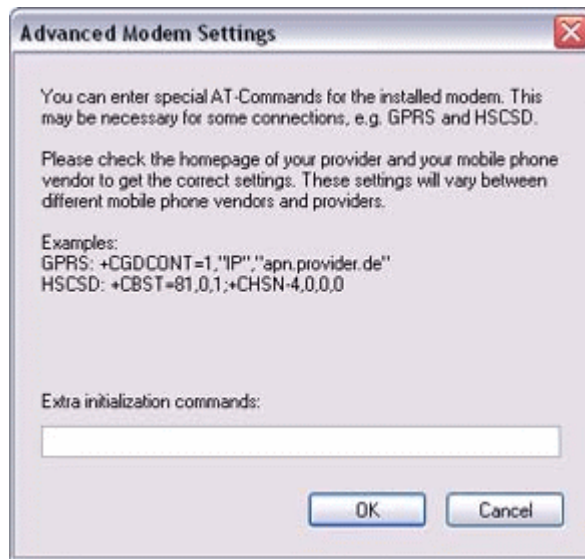 Advanced Modem Settings
You can enter special AT-Commands for the installed modem. This
may be necessary for some connections, e.g. GPRS and HSCSD.
Please check the homepage of your provider and your mobile phone
vendor to get the correct settings. These settings will vary between
different mobile phone vendors and providers.
Examples:
GPRS: +CGDCONT=1,"IP","apn.provider.de"
HSCSD: +CBST=81,0,1;+CHSN-4,0,0,0
Extra initialization commands:
OK Cancel